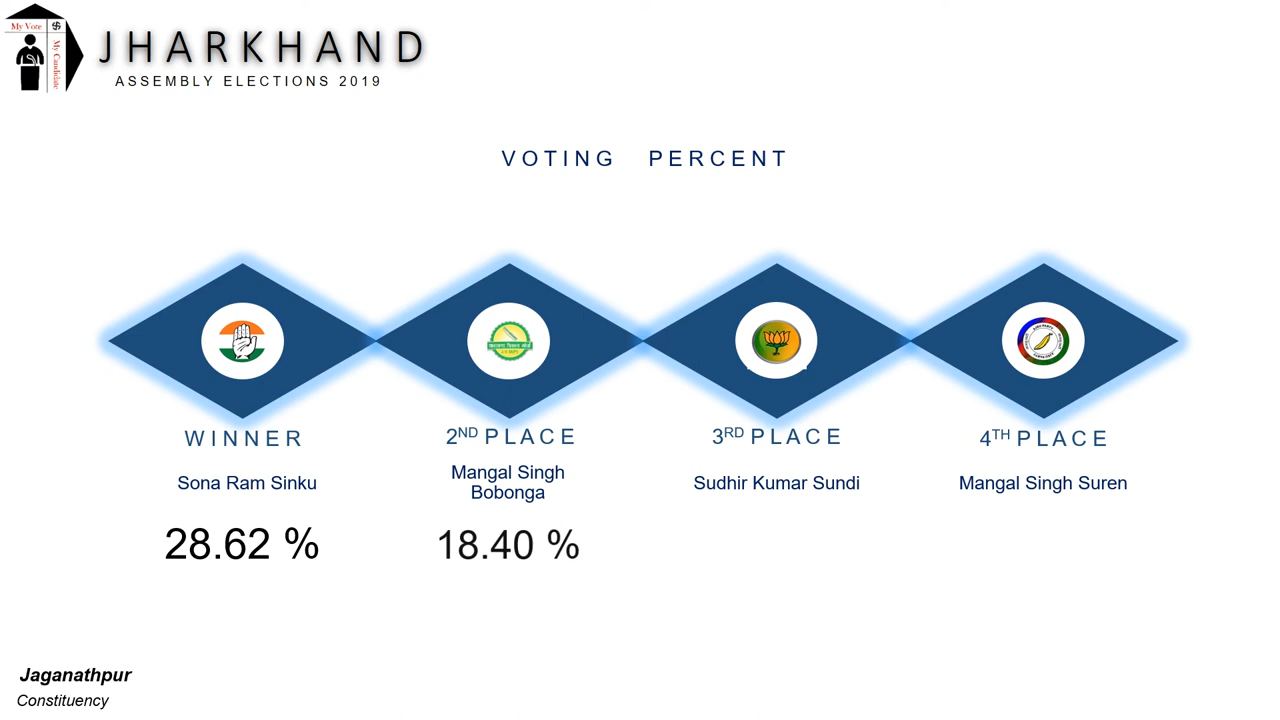 My Vote
My Candidate
JHARKHAND
ASSEMBLY ELECTIONS 2019
VOTING PERCENT
WINNER
2ND PLACE
3RD PLACE
4TH PLACE
Sona Ram Sinku
Mangal Singh
Bobonga
Sudhir Kumar Sundi
Mangal Singh Suren
28.62 %
18.40 %
Jaganathpur
Constituency